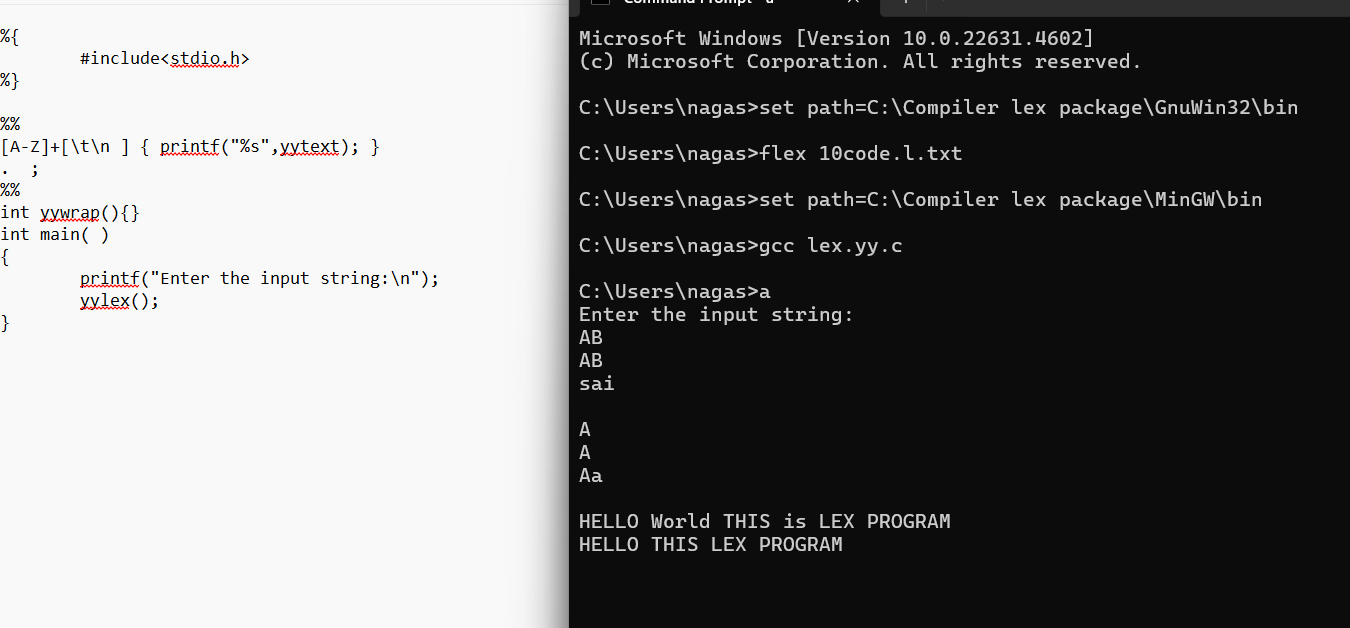 %{
#include<stdio.h>
%}
%%
[A-Z]+[\t\n ] { printf("%s",yytext); }
. ;
%%
int yywrap(){}
int main( )
{
printf("Enter the input string:\n");
yylex();
}
Microsoft Windows [Version 10.0.22631.4602]
(c) Microsoft Corporation. All rights reserved.
C:\Users\nagas>set path=C:\Compiler lex package\GnuWin32\bin
C:\Users\nagas>flex 10code.l.txt
C:\Users\nagas>set path=C:\Compiler lex package\MinGW\bin
C:\Users\nagas>gcc lex.yy.c
C:\Users\nagas>a
Enter the input string:
AB
AB
sai
A
A
Aa
HELLO World THIS is LEX PROGRAM
HELLO THIS LEX PROGRAM